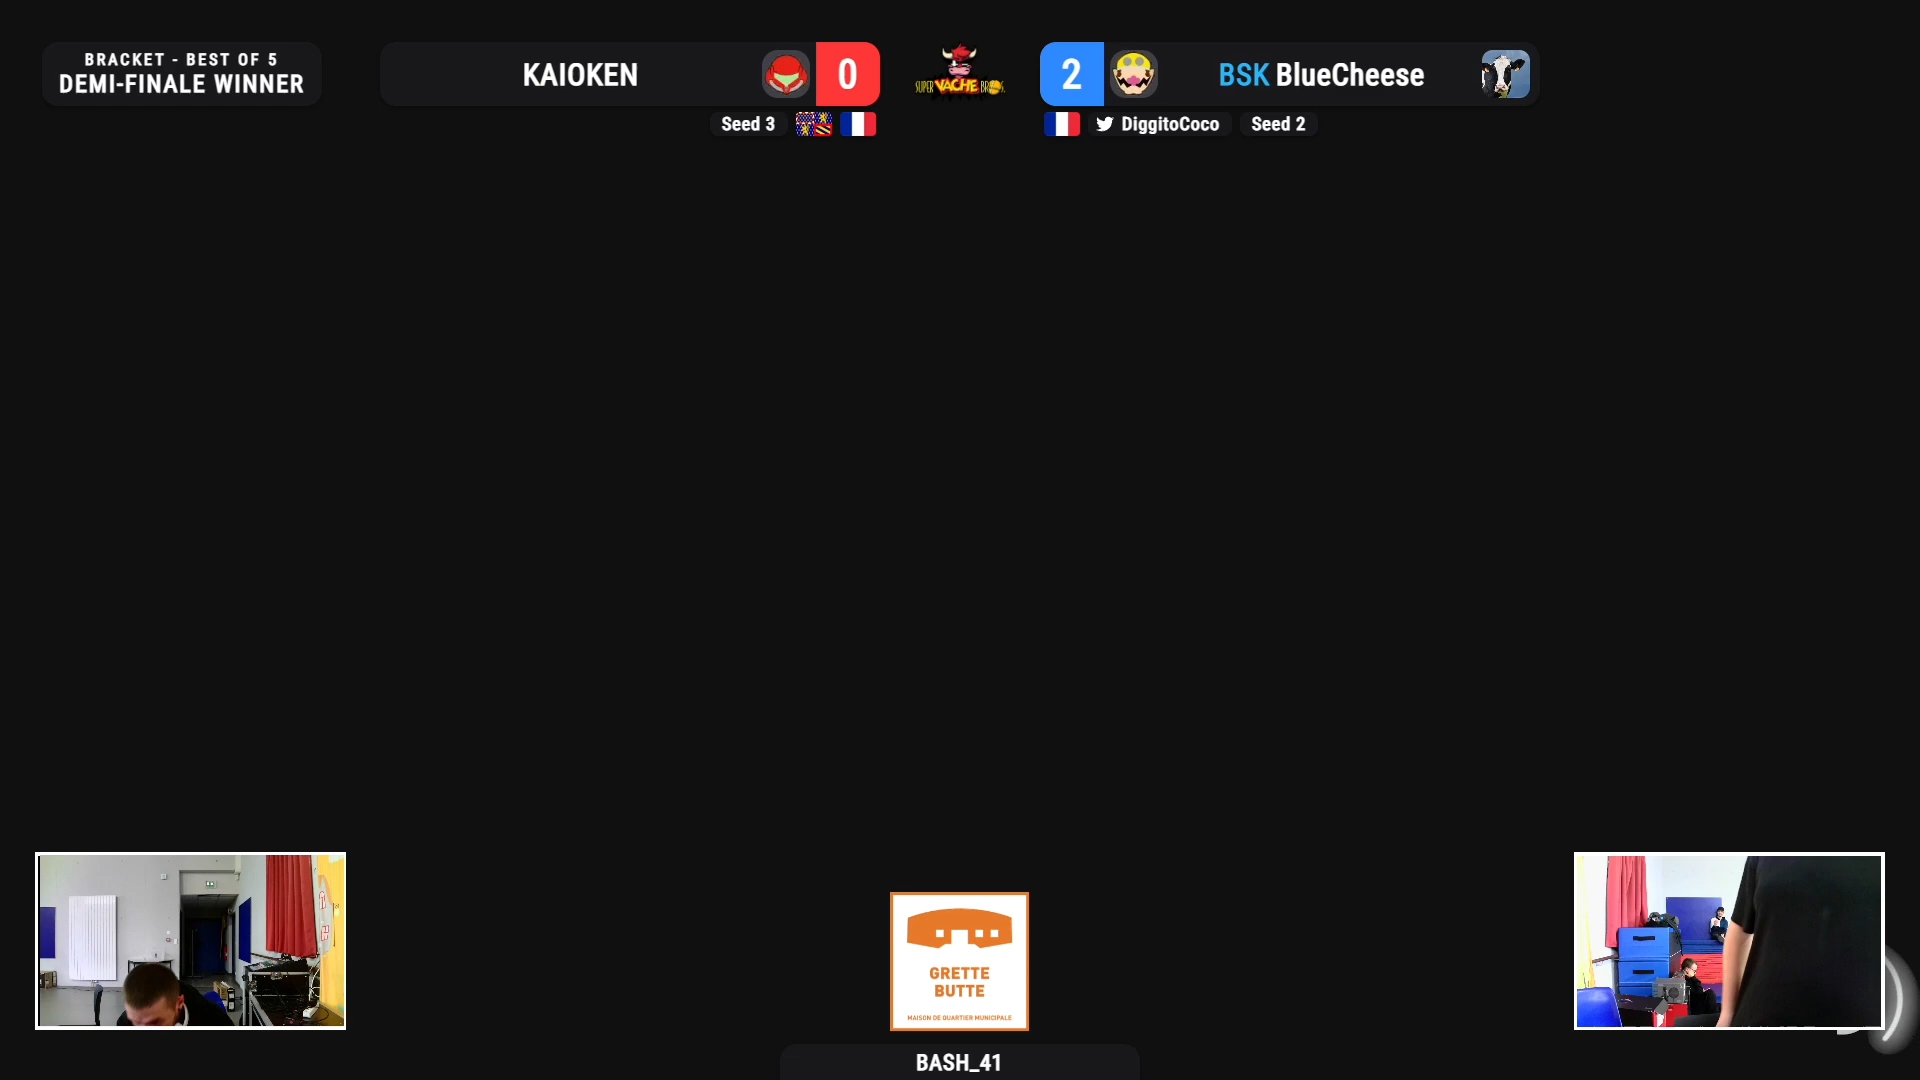 BRACKET - BEST OF 5
DEMI-FINALE WINNER
KAIOKEN
0
SUPER VACHE BROS.
2
BSK BlueCheese
Seed 3
DiggitoCoco
Seed 2
GRETTE
BUTTE
MAISON DE QUARTIER MUNICIPALE
BASH_41